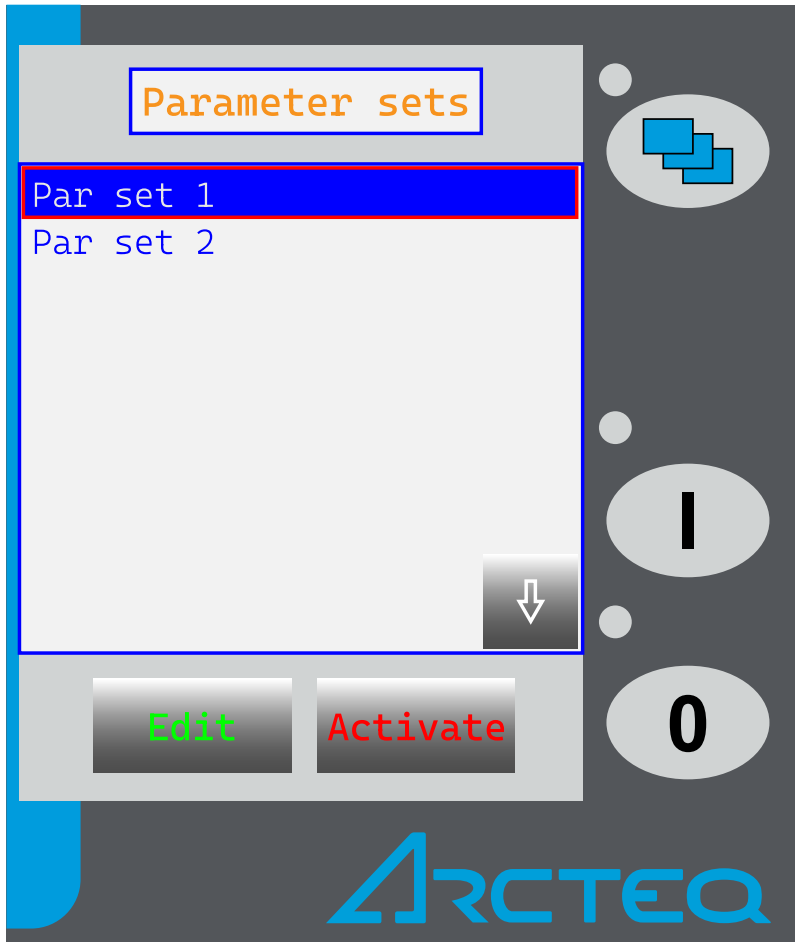 Parameter sets
Par set 1
Par set 2
Edit
Activate
I
0
ARCTEQ